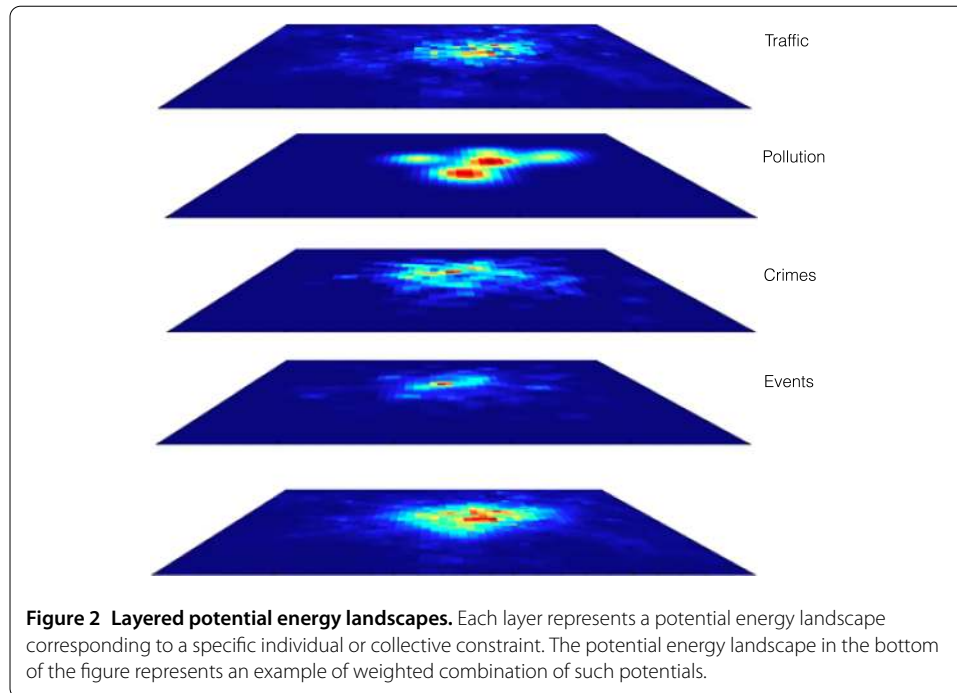 Traffic
Pollution
Crimes
Events
Figure 2 Layered potential energy landscapes. Each layer represents a potential energy landscape
corresponding to a specific individual or collective constraint. The potential energy landscape in the bottom
of the figure represents an example of weighted combination of such potentials.